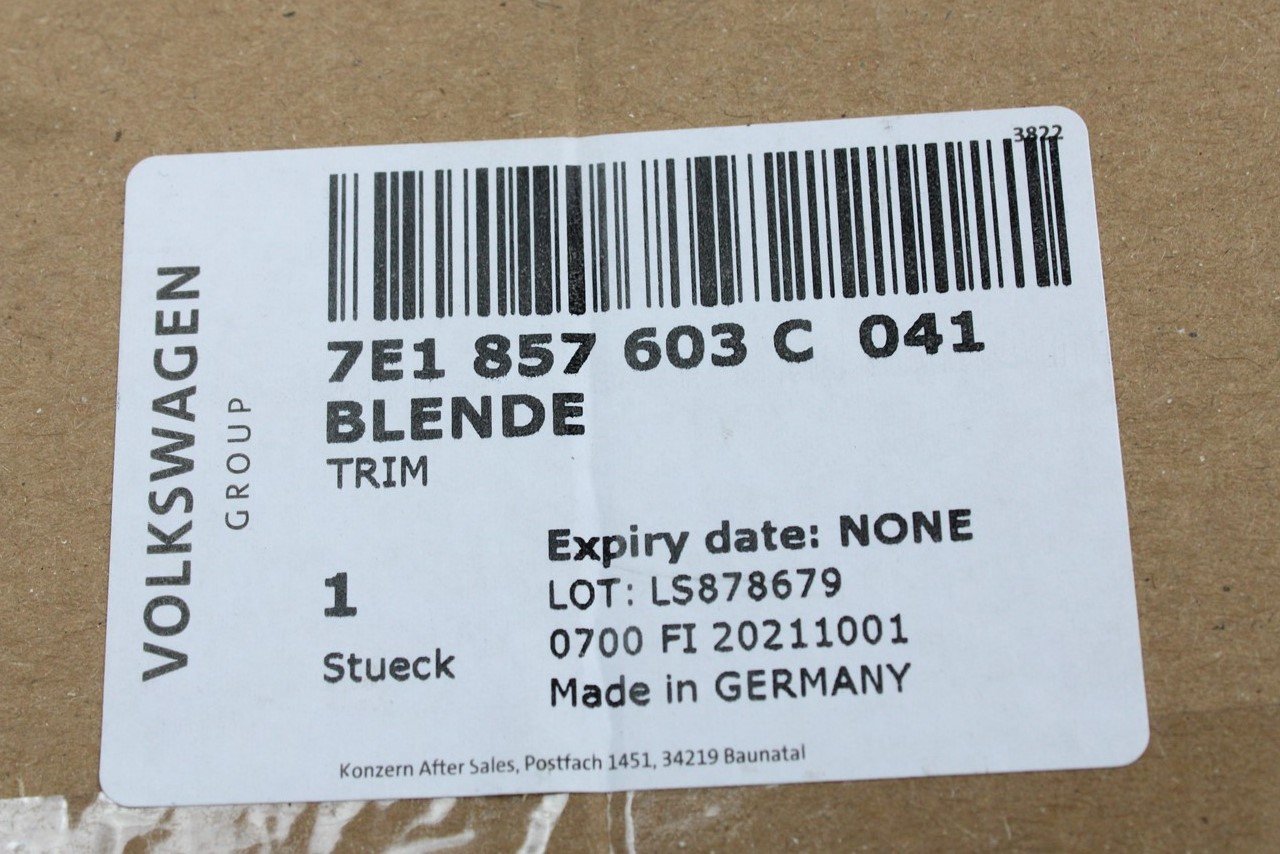 3822
7E1 857 603 C 041
BLENDE
TRIM
Expiry date: NONE
LOT: LS878679
0700 FI 20211001
Made in GERMANY
1
Stueck
VOLKSWAGEN
GROUP
Konzern After Sales, Postfach 1451, 34219 Baunatal